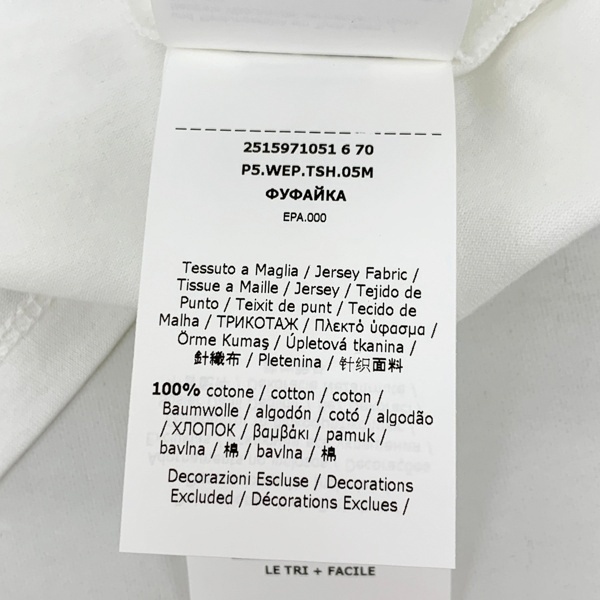 2515971051 6 70
P5.WEP.TSH.05M
ФУФАЙКА
EPA.000
Tessuto a Maglia / Jersey Fabric /
Tissue a Maille / Jersey / Tejido de
Punto / Teixit de punt / Tecido de
Malha / ТРИКОТАЖ / Πλεκτὁ ὑφασμα /
Örme Kumaş / Úpletová tkanina /
針織布 / Pletenina / 针织面料
100% cotone / cotton / coton /
Baumwolle / algodón / cotó / algodão
/ ХЛОПОК / βαμβάκι / pamuk /
bavlna / 棉 / bavlna / 棉
Decorazioni Escluse / Decorations
Excluded / Décorations Exclues /
LE TRI + FACILE